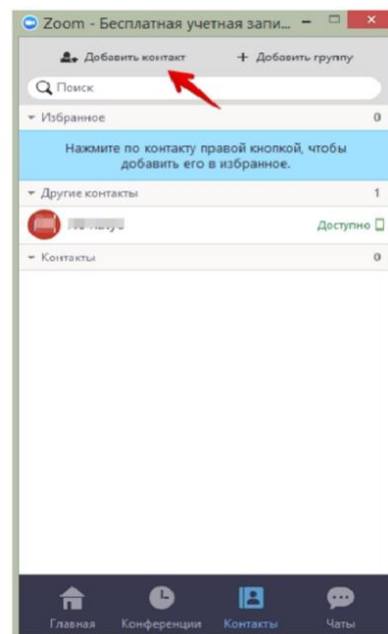 Zoom - Бесплатная учетная запи...
Добавить контакт + Добавить группу
Поиск
Избранное 0
Нажмите по контакту правой кнопкой, чтобы
добавить его в избранное.
Другие контакты 1
Доступно
Контакты 0
Главная Конференции Контакты Чаты